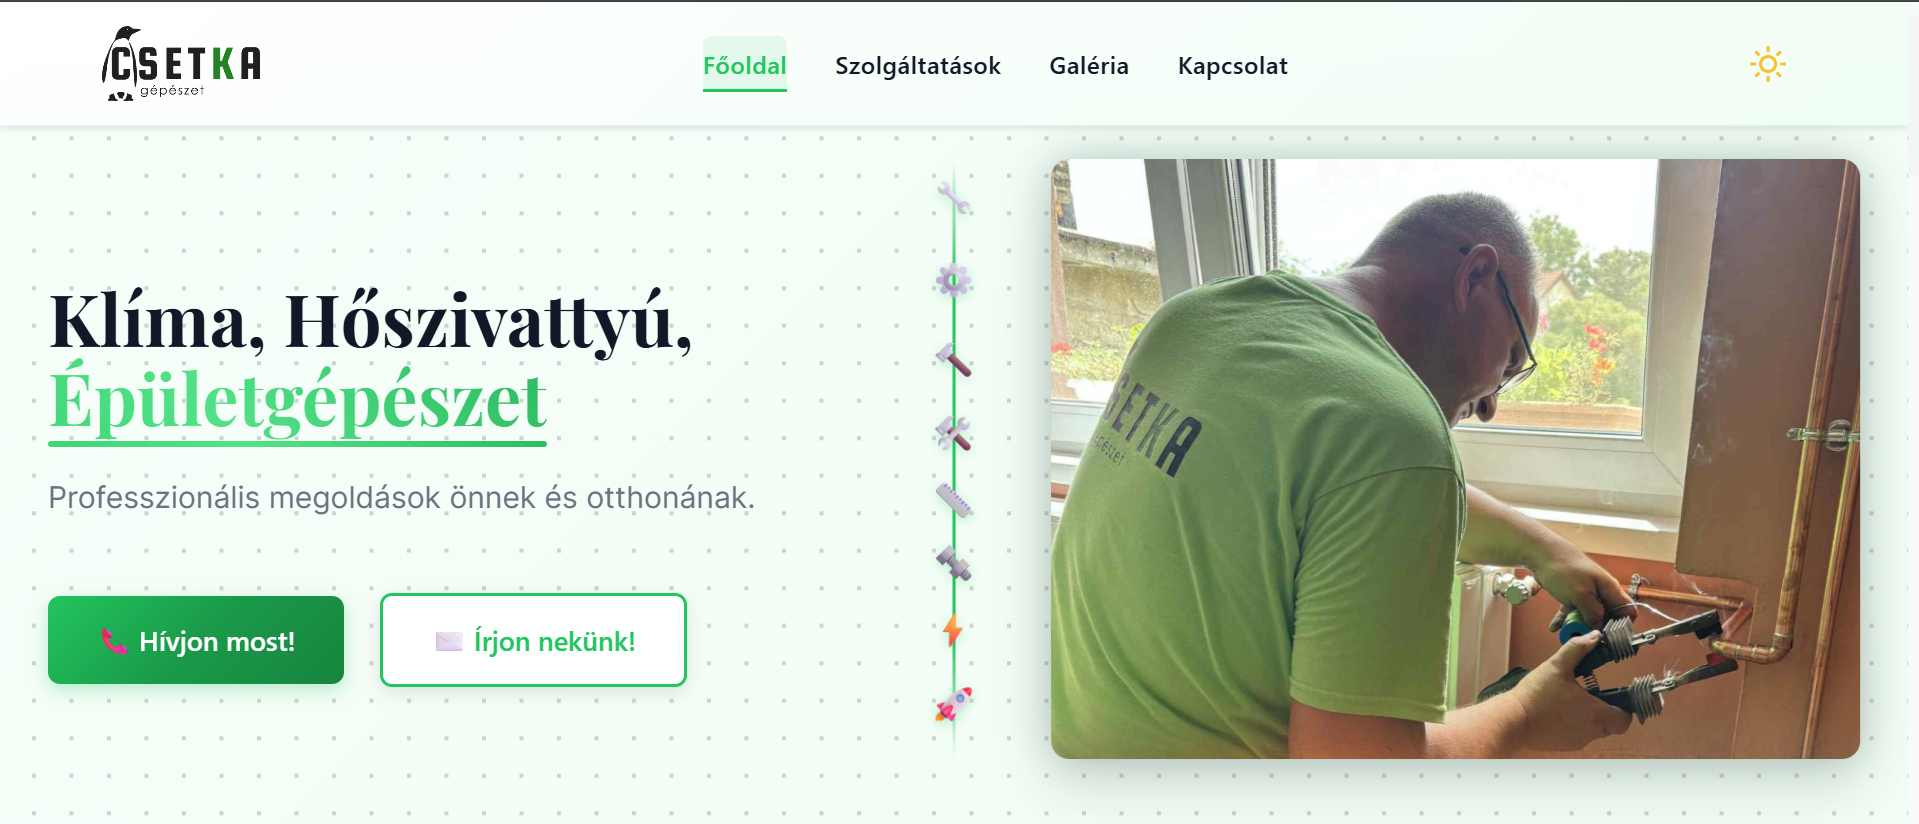 CSETKA
gépészet
Főoldal Szolgáltatások Galéria Kapcsolat
Klíma, Hőszivattyú,
Épületgépészet
Professzionális megoldások önnek és otthonának.
Hívjon most! Írjon nekünk!
SETKA
gépészet